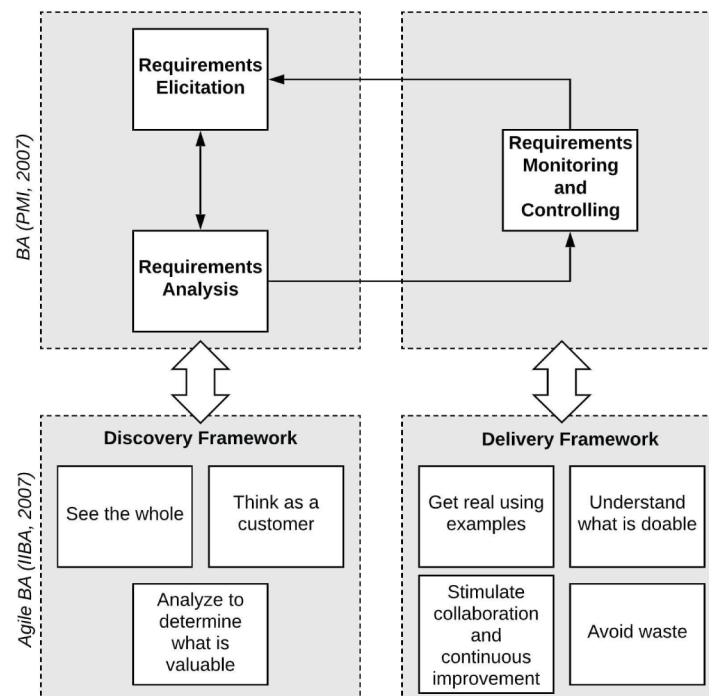 BA (PMI, 2007)
Requirements
Elicitation
Requirements
Monitoring
and
Controlling
Requirements
Analysis
Agile BA (IIBA, 2007)
Discovery Framework
See the whole
Think as a
customer
Analyze to
determine
what is
valuable
Delivery Framework
Get real using
examples
Understand
what is doable
Stimulate
collaboration
and
continuous
improvement
Avoid waste